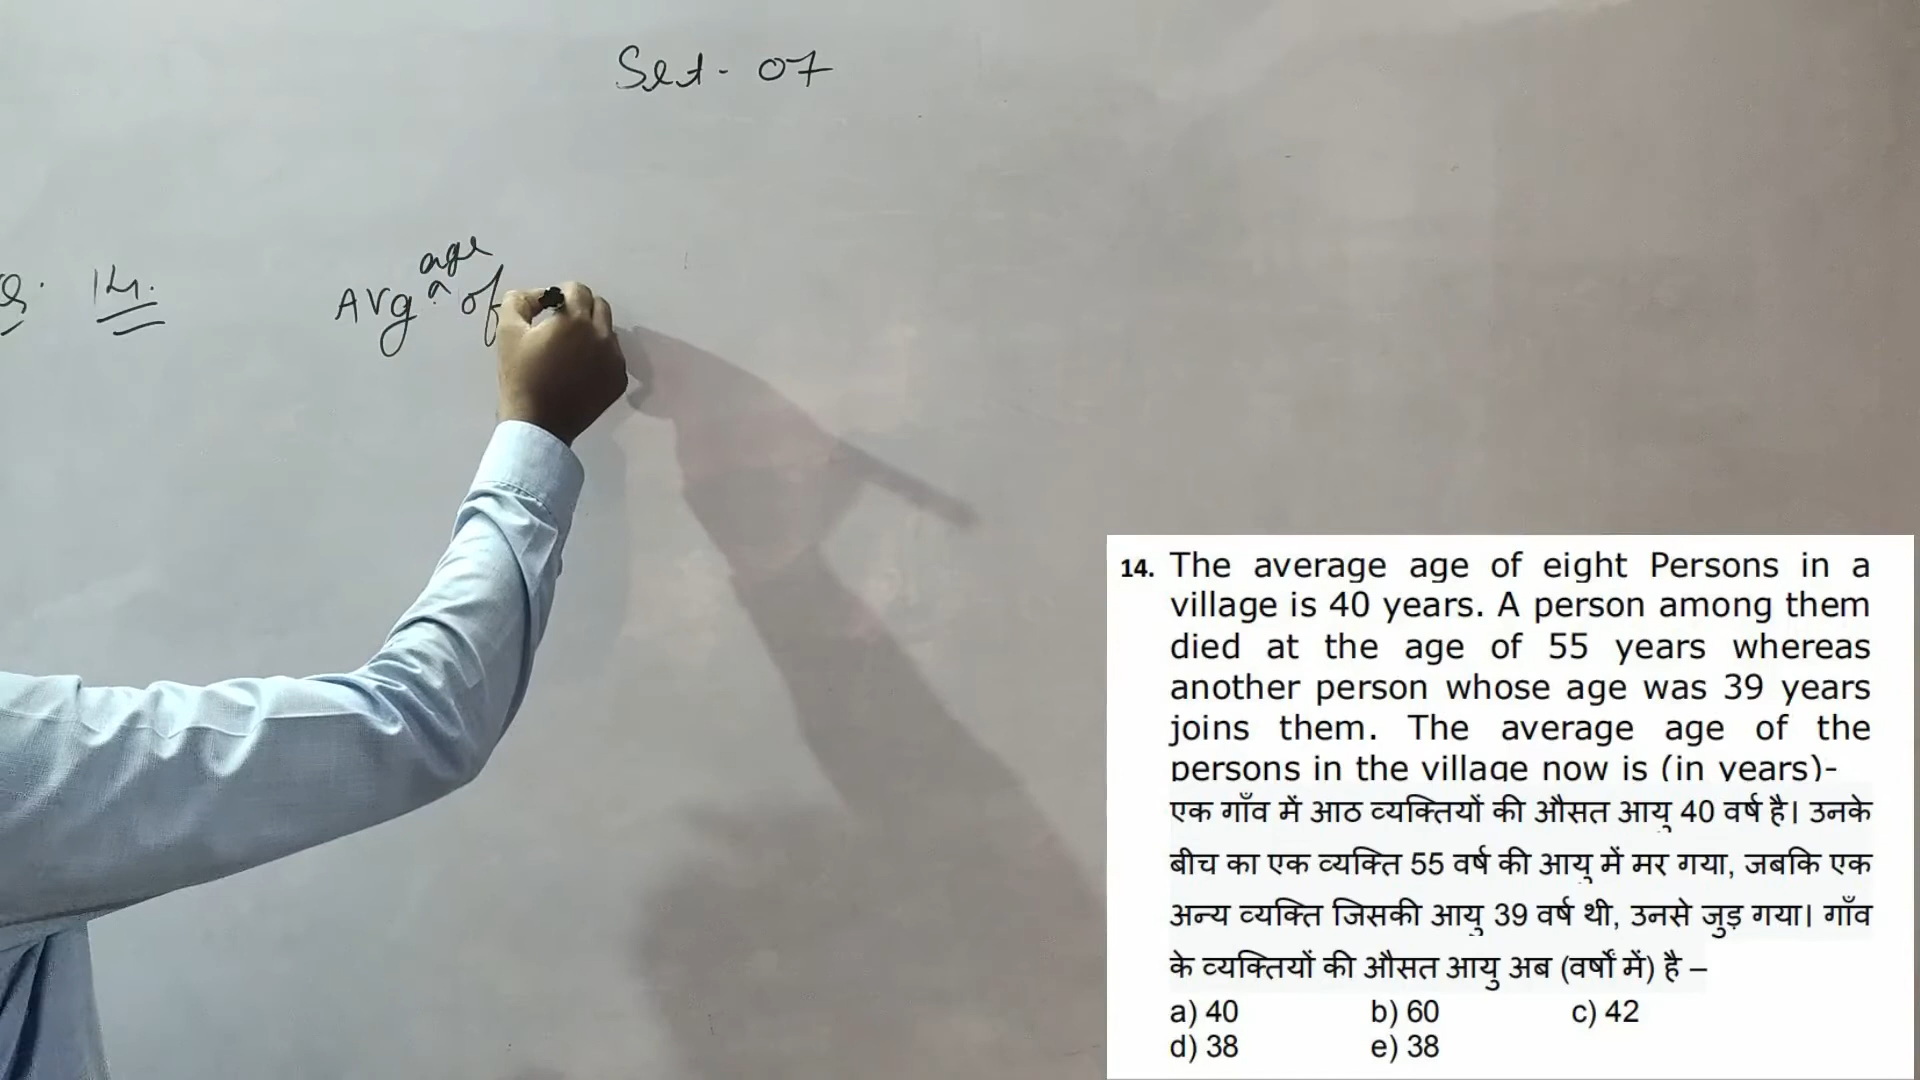 Set - 07
Q. 14.
age
Avg ^ of
14. The average age of eight Persons in a
village is 40 years. A person among them
died at the age of 55 years whereas
another person whose age was 39 years
joins them. The average age of the
persons in the village now is (in years)-
एक गाँव में आठ व्यक्तियों की औसत आयु 40 वर्ष है। उनके
बीच का एक व्यक्ति 55 वर्ष की आयु में मर गया, जबकि एक
अन्य व्यक्ति जिसकी आयु 39 वर्ष थी, उनसे जुड़ गया। गाँव
के व्यक्तियों की औसत आयु अब (वर्षों में) है –
a) 40 b) 60 c) 42
d) 38 e) 38